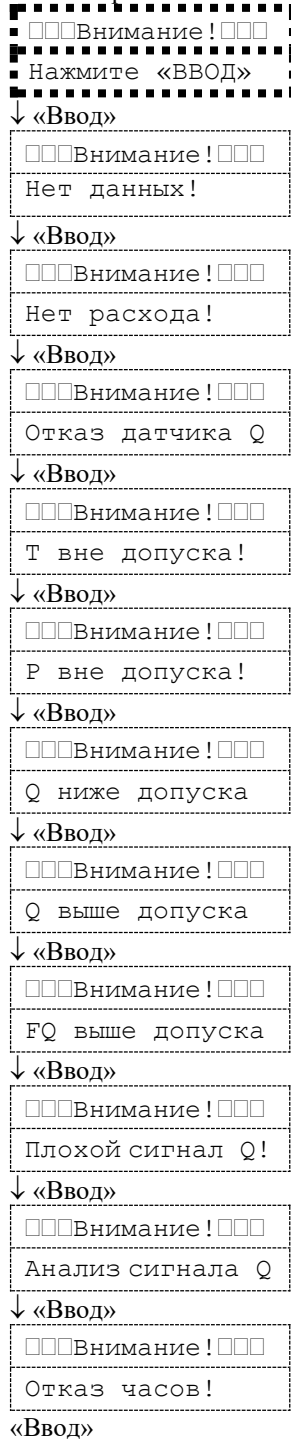 □□□Внимание!□□□
Нажмите «ВВОД»
↓ «Ввод»
□□□Внимание!□□□
Нет данных!
↓ «Ввод»
□□□Внимание!□□□
Нет расхода!
↓ «Ввод»
□□□Внимание!□□□
Отказ датчика Q
↓ «Ввод»
□□□Внимание!□□□
Т вне допуска!
↓ «Ввод»
□□□Внимание!□□□
Р вне допуска!
↓ «Ввод»
□□□Внимание!□□□
Q ниже допуска
↓ «Ввод»
□□□Внимание!□□□
Q выше допуска
↓ «Ввод»
□□□Внимание!□□□
FQ выше допуска
↓ «Ввод»
□□□Внимание!□□□
Плохой сигнал Q!
↓ «Ввод»
□□□Внимание!□□□
Анализ сигнала Q
↓ «Ввод»
□□□Внимание!□□□
Отказ часов!
«Ввод»